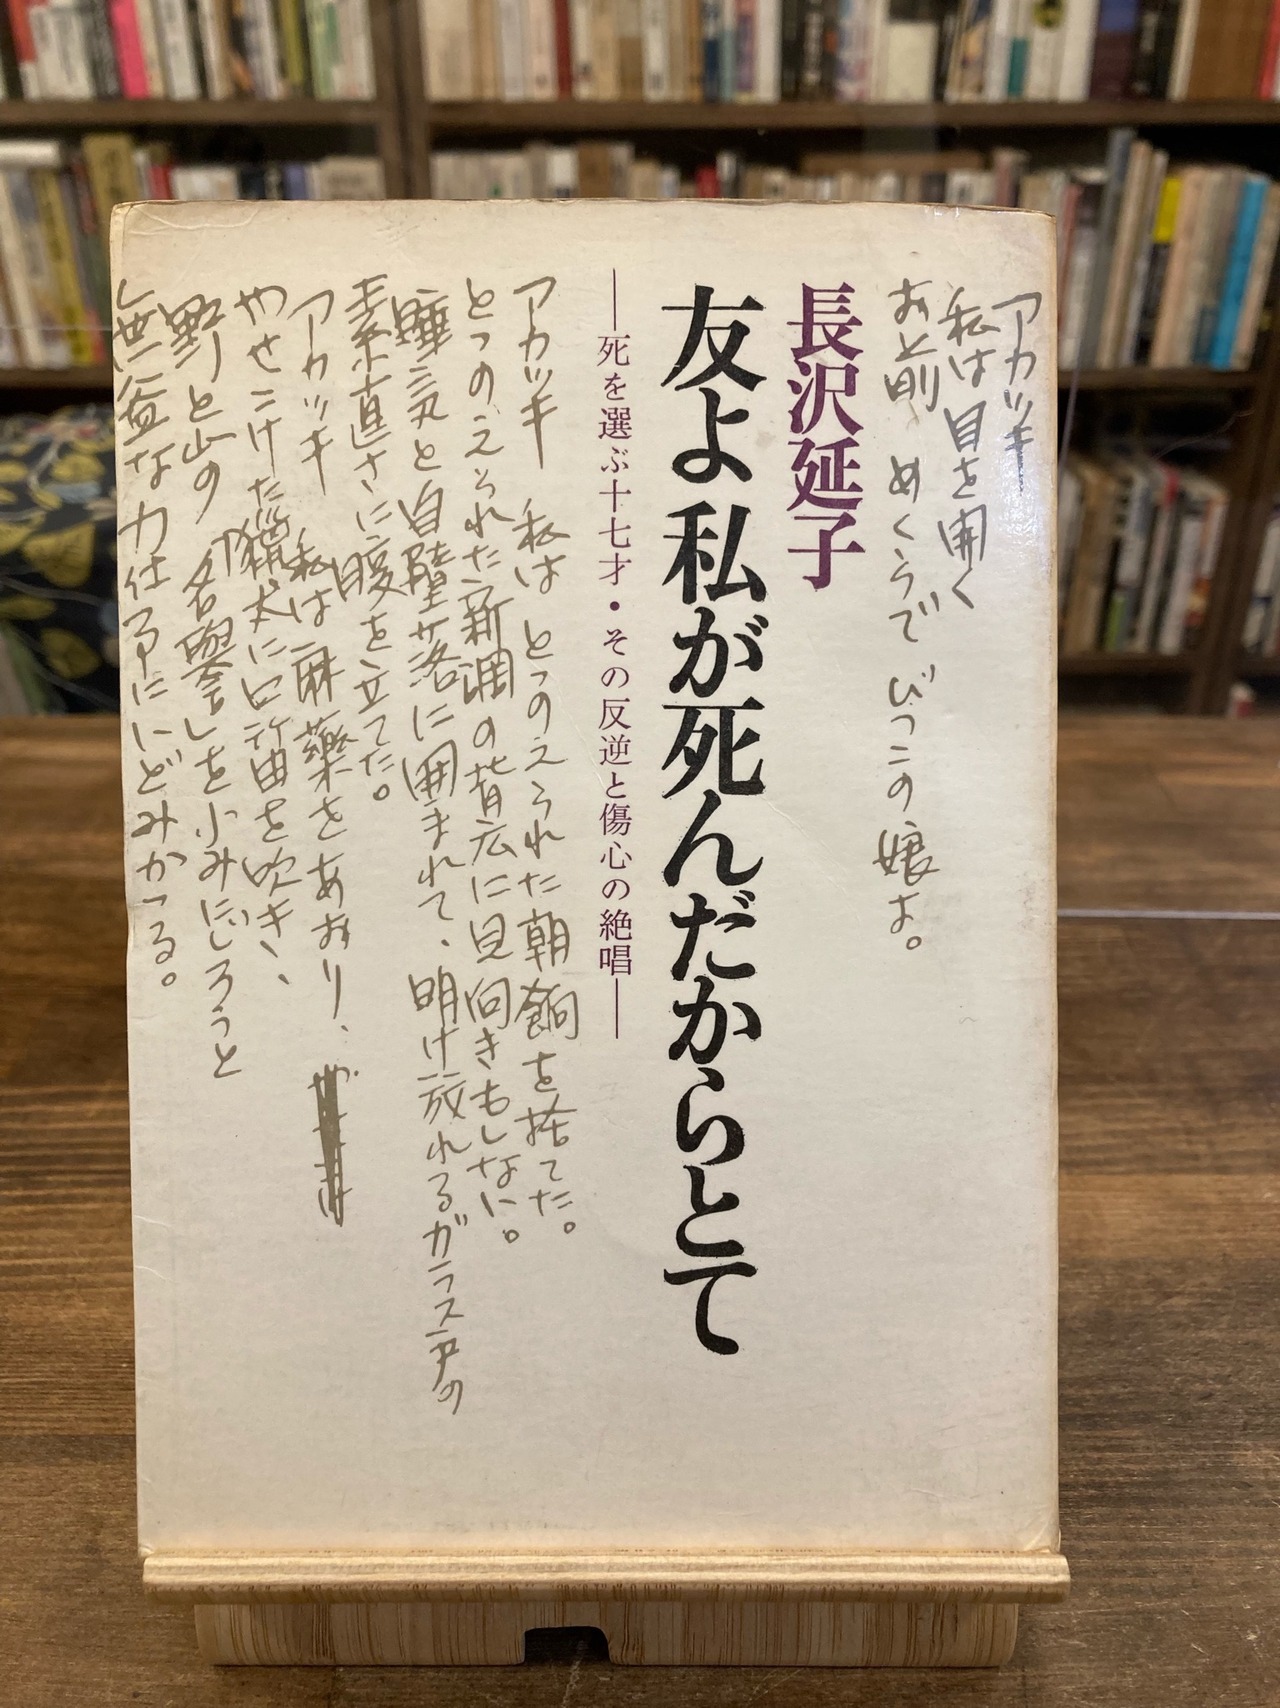 アカツキ
私は目を開く
お前 めくらで びっこの 娘よ。
長沢延子
友よ 私が死んだからとて
―死を選ぶ十七才・その反逆と傷心の絶唱―
アカツキ 私は とゝのえられた朝餉を捨てた。
とゝのえられた新調の背広に見向きもしない。
睡気と自堕落に囲まれて、明け放れるガラス戸の
素直さに腹を立てた。
アカツキ 私は麻薬をあおり、
やせこけた猟犬に口笛を吹き、
野と山の 名誉を小みにじろうと
無益な力仕事にいどみかゝる。